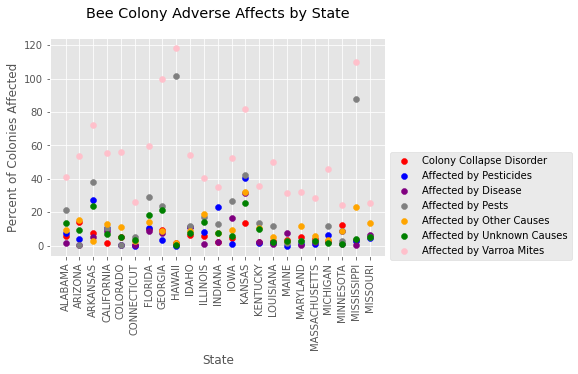 Bee Colony Adverse Affects by State
Percent of Colonies Affected
120
100
80
60
40
20
0
ALABAMA
ARIZONA
ARKANSAS
CALIFORNIA
COLORADO
CONNECTICUT
FLORIDA
GEORGIA
HAWAII
IDAHO
ILLINOIS
INDIANA
IOWA
KANSAS
KENTUCKY
LOUISIANA
MAINE
MARYLAND
MASSACHUSETTS
MICHIGAN
MINNESOTA
MISSISSIPPI
MISSOURI
State
Colony Collapse Disorder
Affected by Pesticides
Affected by Disease
Affected by Pests
Affected by Other Causes
Affected by Unknown Causes
Affected by Varroa Mites